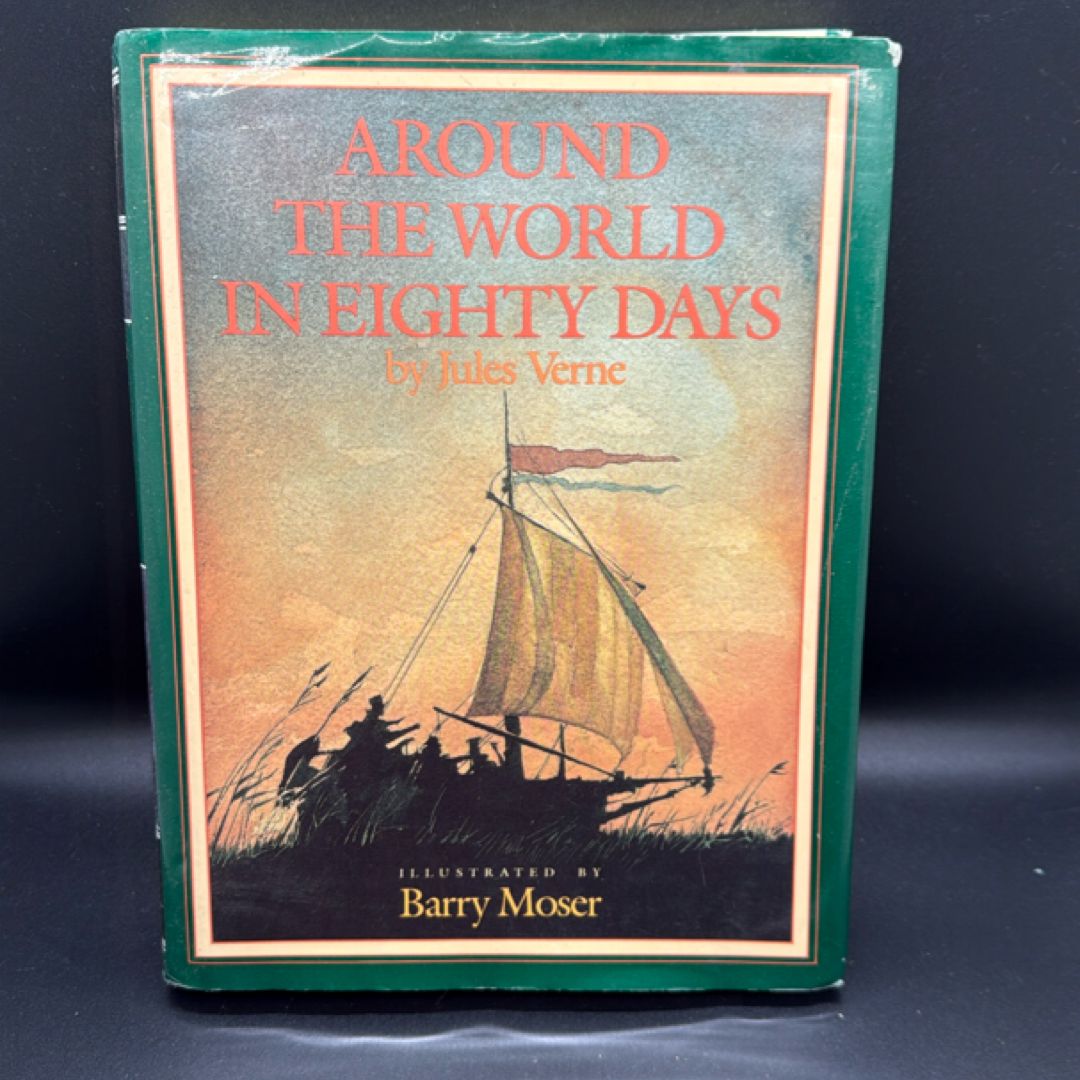 AROUND
THE WORLD
IN EIGHTY DAYS
by Jules Verne
ILLUSTRATED BY
Barry Moser